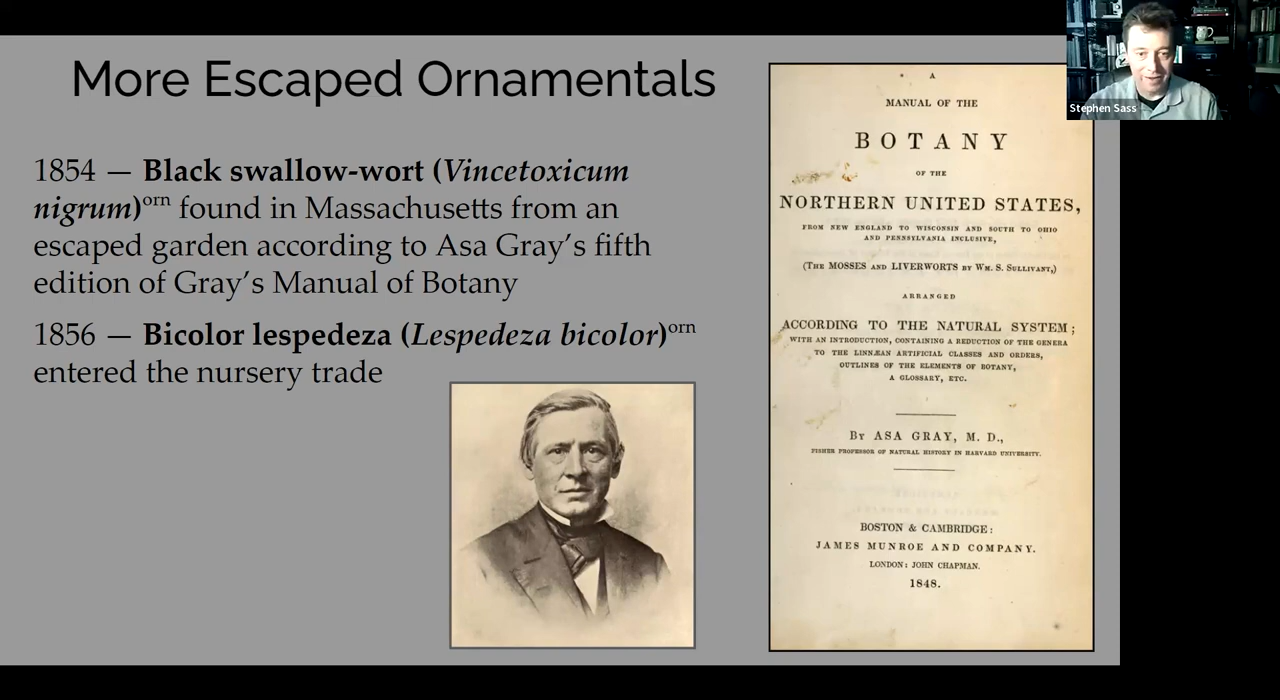 More Escaped Ornamentals
1854 — Black swallow-wort (Vincetoxicum
nigrum)orn found in Massachusetts from an
escaped garden according to Asa Gray's fifth
edition of Gray's Manual of Botany
1856 — Bicolor lespedeza (Lespedeza bicolor)orn
entered the nursery trade
A
MANUAL OF THE
BOTANY
OF THE
NORTHERN UNITED STATES,
FROM NEW ENGLAND TO WISCONSIN AND SOUTH TO OHIO
AND PENNSYLVANIA INCLUSIVE,
(THE MOSSES AND LIVERWORTS BY WM. S. SULLIVANT,)
ARRANGED
ACCORDING TO THE NATURAL SYSTEM;
WITH AN INTRODUCTION, CONTAINING A REDUCTION OF THE GENERA
TO THE LINNÆAN ARTIFICIAL CLASSES AND ORDERS,
OUTLINES OF THE ELEMENTS OF BOTANY,
A GLOSSARY, ETC.
BY ASA GRAY, M. D.,
FISHER PROFESSOR OF NATURAL HISTORY IN HARVARD UNIVERSITY.
BOSTON & CAMBRIDGE:
JAMES MUNROE AND COMPANY.
LONDON: JOHN CHAPMAN.
1848.
Stephen Sass